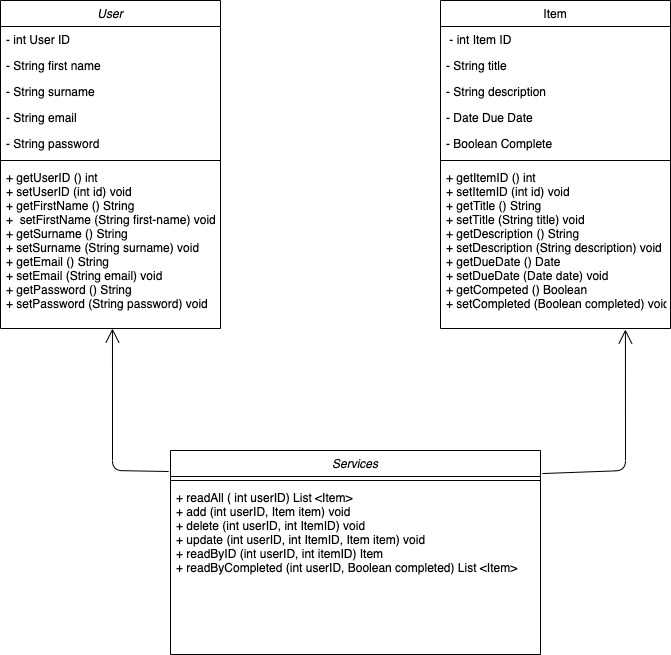 User
- int User ID
- String first name
- String surname
- String email
- String password
+ getUserID () int
+ setUserID (int id) void
+ getFirstName () String
+ setFirstName (String first-name) void
+ getSurname () String
+ setSurname (String surname) void
+ getEmail () String
+ setEmail (String email) void
+ getPassword () String
+ setPassword (String password) void
Item
- int Item ID
- String title
- String description
- Date Due Date
- Boolean Complete
+ getItemID () int
+ setItemID (int id) void
+ getTitle () String
+ setTitle (String title) void
+ getDescription () String
+ setDescription (String description) void
+ getDueDate () Date
+ setDueDate (Date date) void
+ getCompeted () Boolean
+ setCompleted (Boolean completed) void
Services
+ readAll ( int userID) List <Item>
+ add (int userID, Item item) void
+ delete (int userID, int ItemID) void
+ update (int userID, int ItemID, Item item) void
+ readByID (int userID, int itemID) Item
+ readByCompleted (int userID, Boolean completed) List <Item>